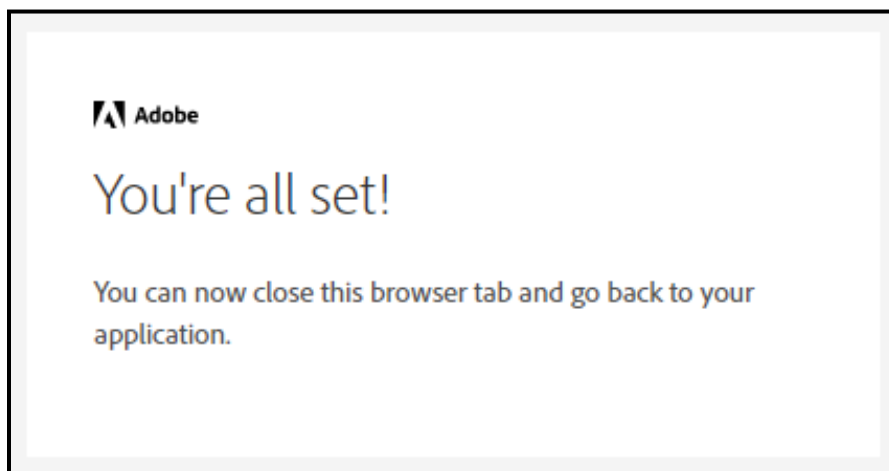 Adobe
You're all set!
You can now close this browser tab and go back to your
application.